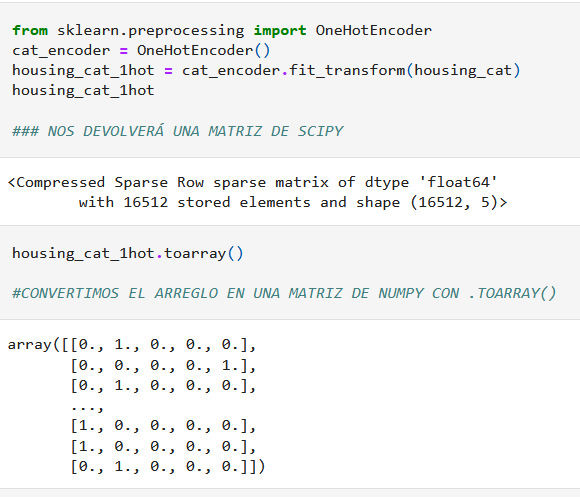 from sklearn.preprocessing import OneHotEncoder
cat_encoder = OneHotEncoder()
housing_cat_1hot = cat_encoder.fit_transform(housing_cat)
housing_cat_1hot
### NOS DEVOLVERÁ UNA MATRIZ DE SCIPY
<Compressed Sparse Row sparse matrix of dtype 'float64'
        with 16512 stored elements and shape (16512, 5)>
housing_cat_1hot.toarray()
#CONVERTIMOS EL ARREGLO EN UNA MATRIZ DE NUMPY CON .TOARRAY()
array([[0., 1., 0., 0., 0.],
       [0., 0., 0., 0., 1.],
       [0., 1., 0., 0., 0.],
       ...,
       [1., 0., 0., 0., 0.],
       [1., 0., 0., 0., 0.],
       [0., 1., 0., 0., 0.]])